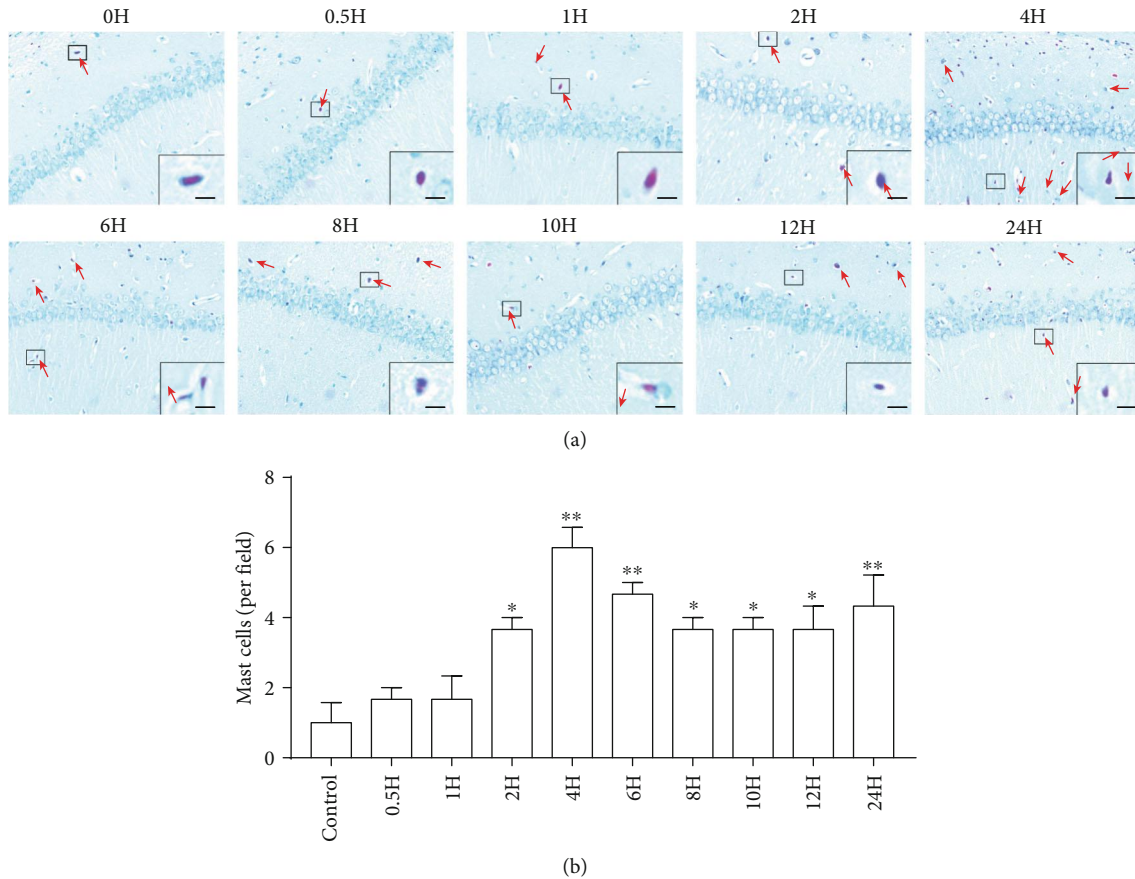 0H 0.5H 1H 2H 4H
6H 8H 10H 12H 24H
(a)
8
6
4
2
0
Mast cells (per field)
* ** ** * * * **
Control 0.5H 1H 2H 4H 6H 8H 10H 12H 24H
(b)